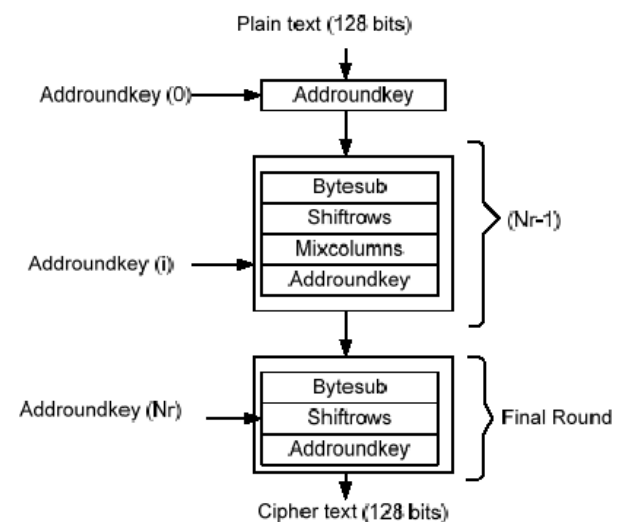 Plain text (128 bits)
Addroundkey (0)
Addroundkey
Bytesub
Shiftrows
Mixcolumns
Addroundkey
(Nr-1)
Addroundkey (i)
Bytesub
Shiftrows
Addroundkey
Addroundkey (Nr)
Final Round
Cipher text (128 bits)